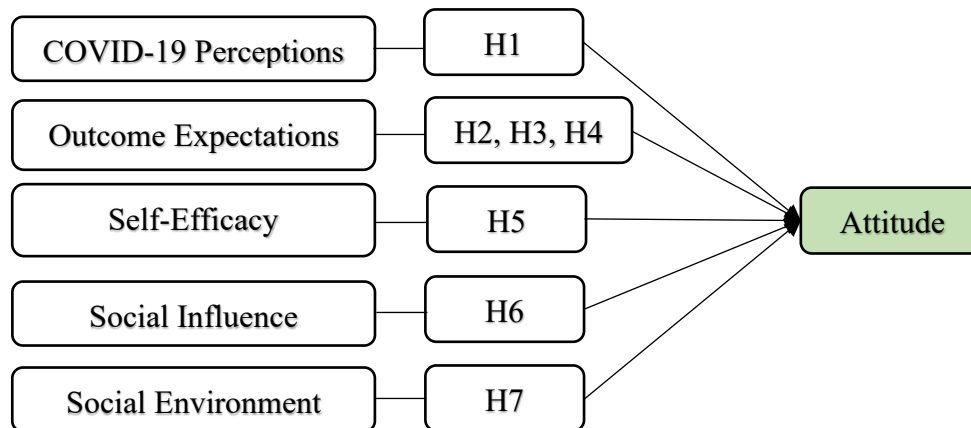 COVID-19 Perceptions
H1
Outcome Expectations
H2, H3, H4
Self-Efficacy
H5
Attitude
Social Influence
H6
Social Environment
H7